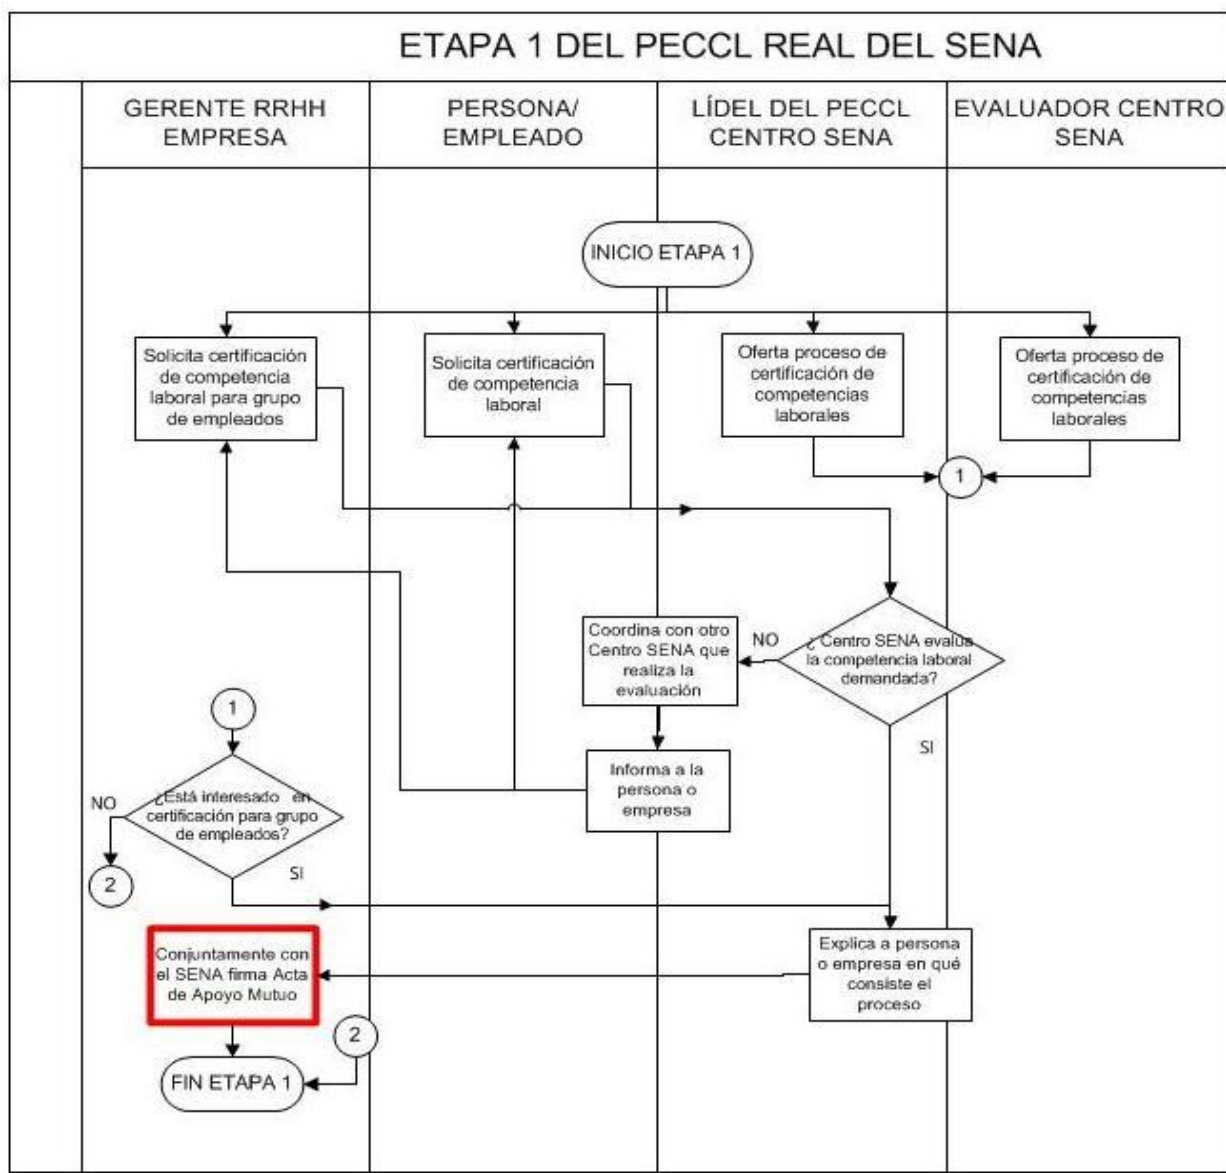 ETAPA 1 DEL PECCL REAL DEL SENA
GERENTE RRHH
EMPRESA
PERSONA/
EMPLEADO
LÍDEL DEL PECCL
CENTRO SENA
EVALUADOR CENTRO
SENA
INICIO ETAPA 1
Solicita certificación
de competencia
laboral para grupo
de empleados
Solicita certificación
de competencia
laboral
Oferta proceso de
certificación de
competencias
laborales
Oferta proceso de
certificación de
competencias
laborales
1
¿ Centro SENA evalúa
la competencia laboral
demandada?
NO
SI
Coordina con otro
Centro SENA que
realiza la
evaluación
Informa a la
persona o
empresa
1
¿Está interesado en
certificación para grupo
de empleados?
NO
2
SI
Explica a persona
o empresa en qué
consiste el
proceso
Conjuntamente con
el SENA firma Acta
de Apoyo Mutuo
2
FIN ETAPA 1